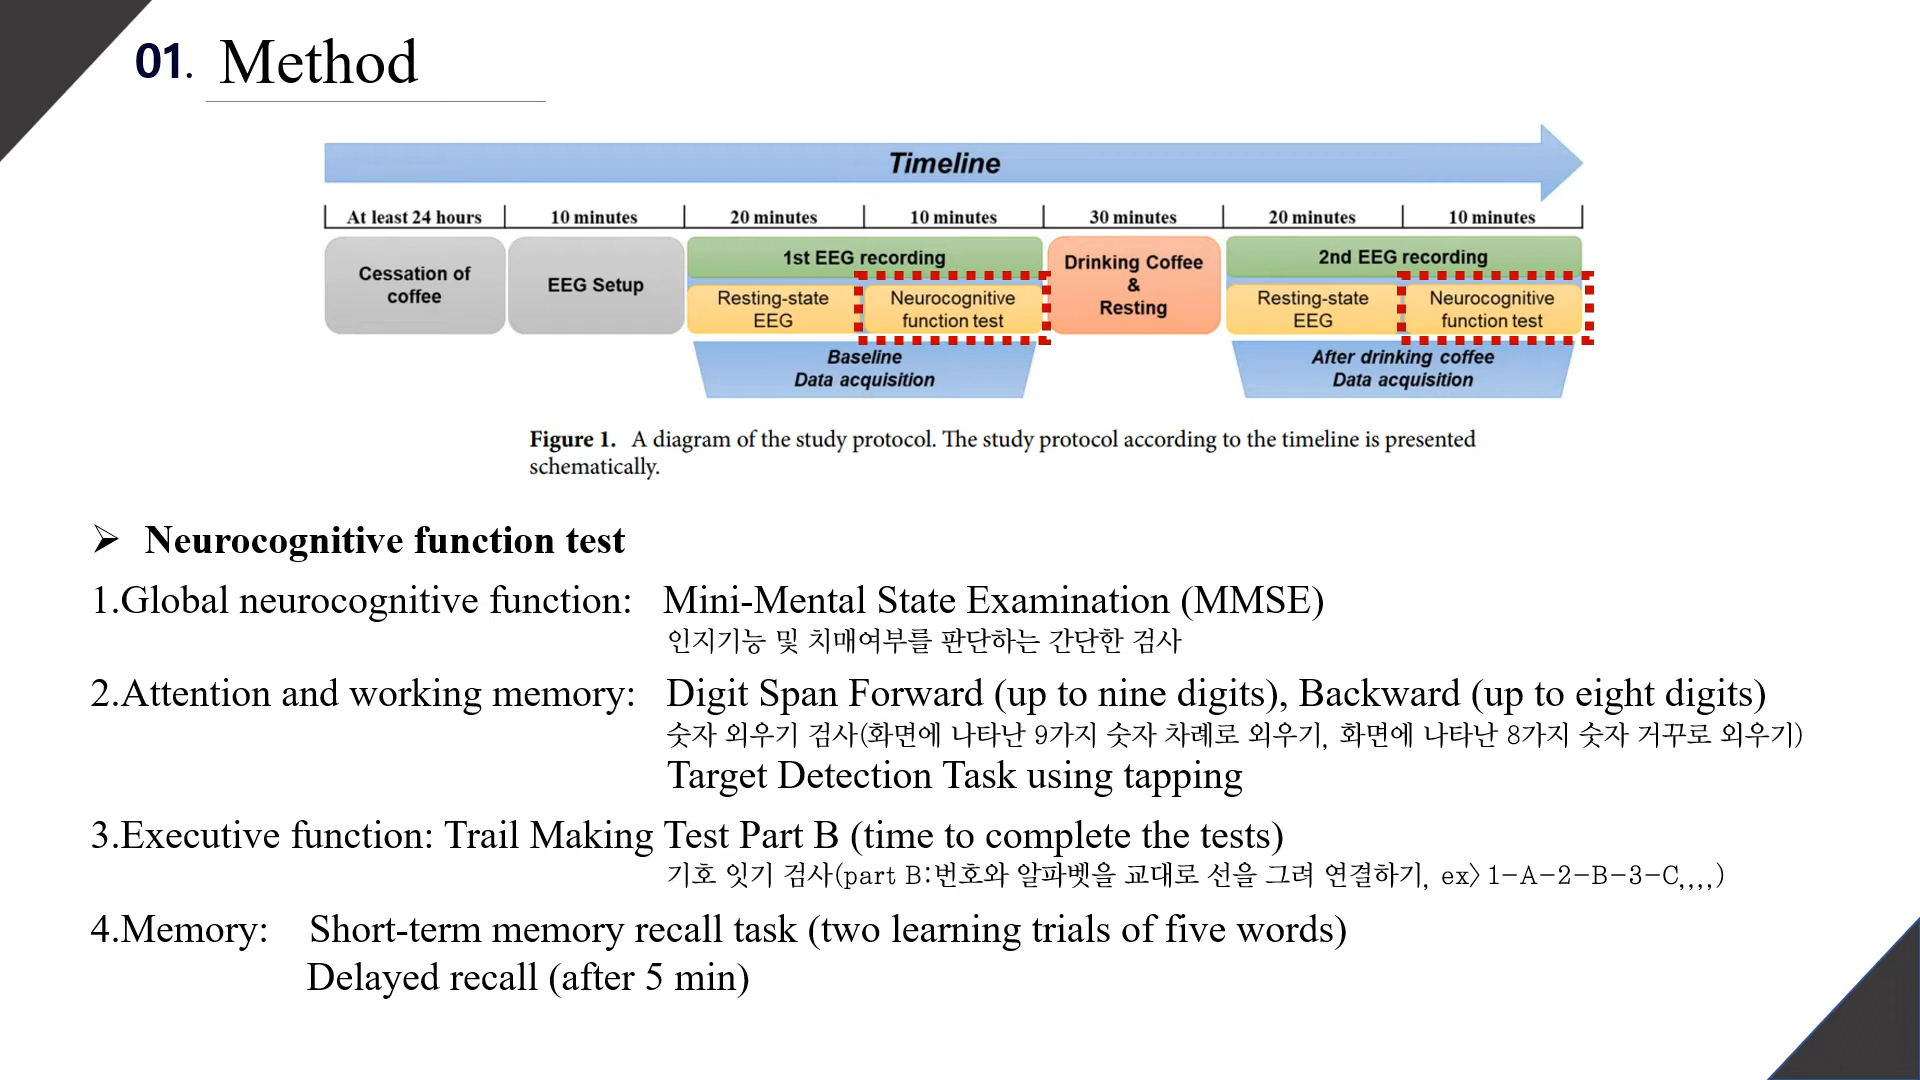 01. Method
Timeline
At least 24 hours 10 minutes 20 minutes 10 minutes 30 minutes 20 minutes 10 minutes
Cessation of
coffee
EEG Setup
1st EEG recording
Resting-state
EEG
Neurocognitive
function test
Baseline
Data acquisition
Drinking Coffee
&
Resting
2nd EEG recording
Resting-state
EEG
Neurocognitive
function test
After drinking coffee
Data acquisition
Figure 1. A diagram of the study protocol. The study protocol according to the timeline is presented
schematically.
➢ Neurocognitive function test
1.Global neurocognitive function: Mini-Mental State Examination (MMSE)
인지기능 및 치매여부를 판단하는 간단한 검사
2.Attention and working memory: Digit Span Forward (up to nine digits), Backward (up to eight digits)
숫자 외우기 검사(화면에 나타난 9가지 숫자 차례로 외우기, 화면에 나타난 8가지 숫자 거꾸로 외우기)
Target Detection Task using tapping
3.Executive function: Trail Making Test Part B (time to complete the tests)
기호 잇기 검사(part B:번호와 알파벳을 교대로 선을 그려 연결하기, ex) 1-A-2-B-3-C,,,,)
4.Memory: Short-term memory recall task (two learning trials of five words)
Delayed recall (after 5 min)